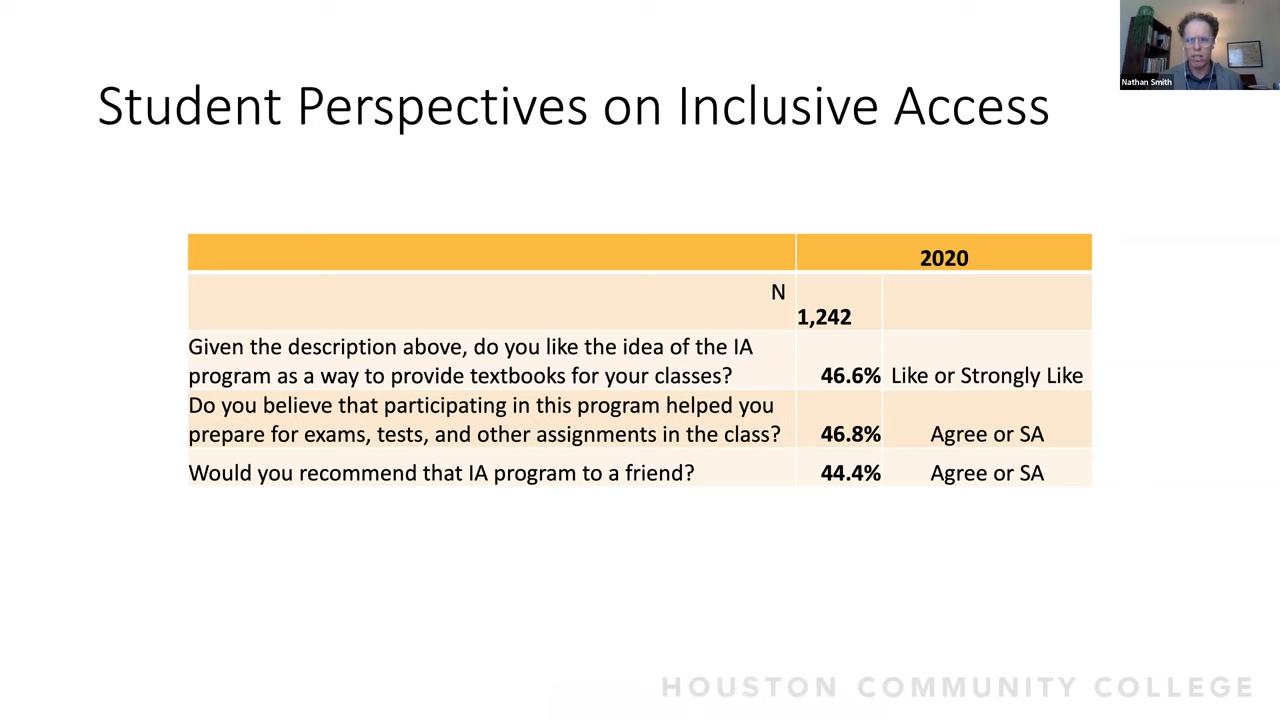 Nathan Smith
Student Perspectives on Inclusive Access
2020
N
1,242
Given the description above, do you like the idea of the IA
program as a way to provide textbooks for your classes?
46.6% Like or Strongly Like
Do you believe that participating in this program helped you
prepare for exams, tests, and other assignments in the class?
46.8% Agree or SA
Would you recommend that IA program to a friend?
44.4% Agree or SA
HOUSTON COMMUNITY COLLEGE